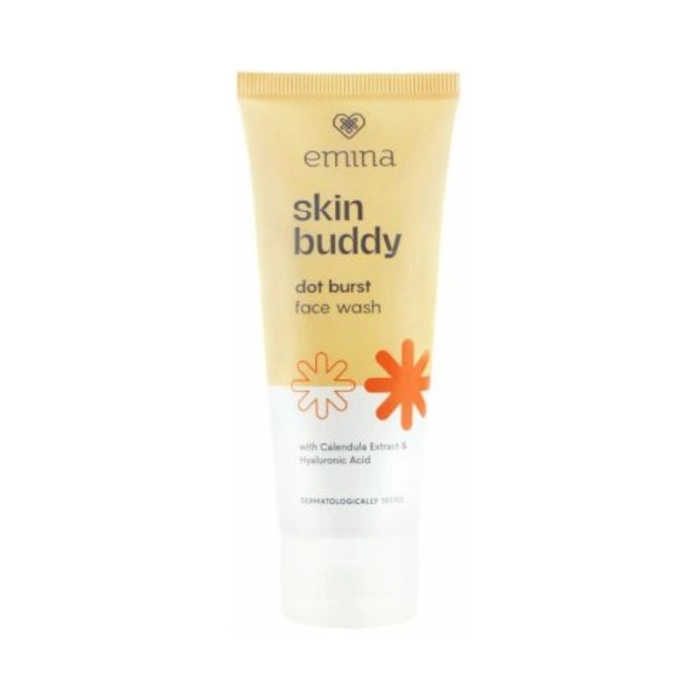 emina
skin
buddy
dot burst
face wash
with Calendula Extract &
Hyaluronic Acid
DERMATOLOGICALLY TESTED